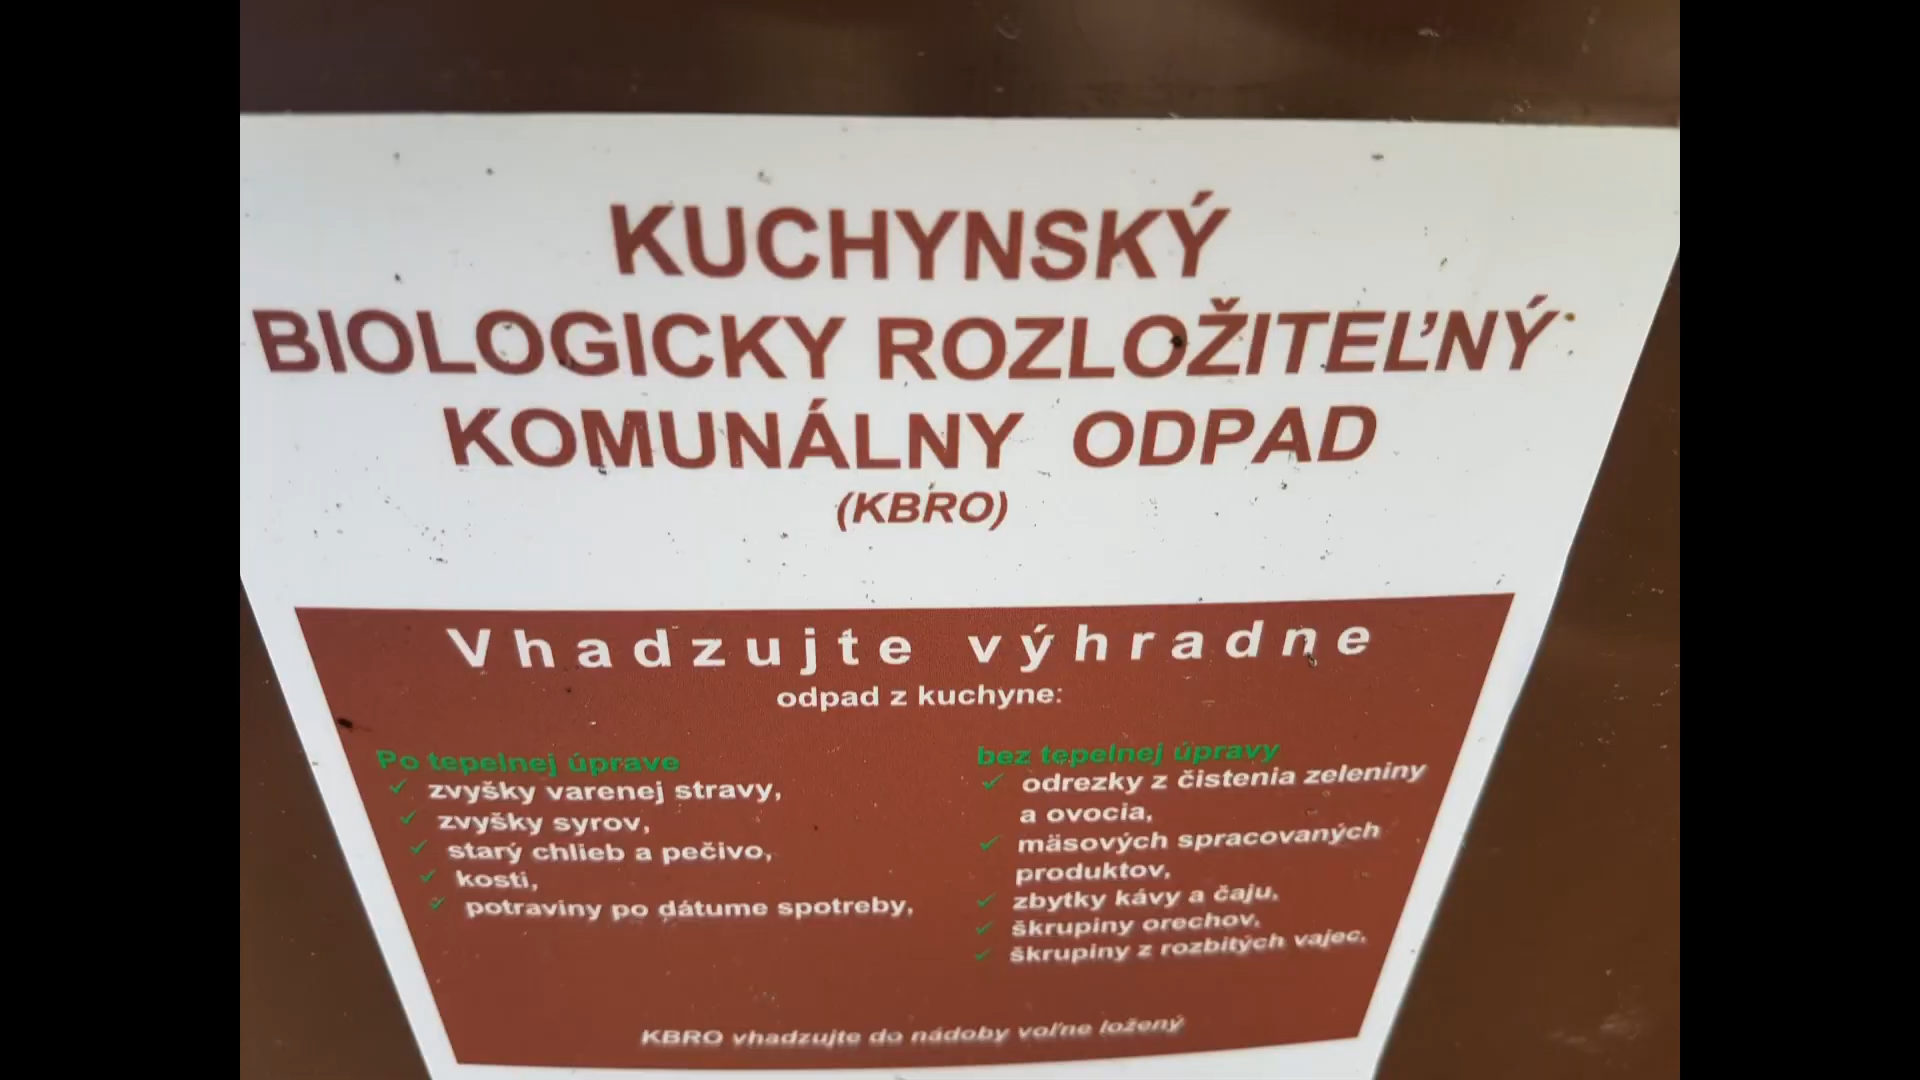 KUCHYNSKÝ
BIOLOGICKY ROZLOŽITEĽNÝ
KOMUNÁLNY ODPAD
(KBRO)
Vhadzujte výhradne
odpad z kuchyne:
Po tepelnej úprave
✓ zvyšky varenej stravy,
✓ zvyšky syrov,
✓ starý chlieb a pečivo,
✓ kosti,
✓ potraviny po dátume spotreby,
bez tepelnej úpravy
✓ odrezky z čistenia zeleniny
a ovocia,
✓ mäsových spracovaných
produktov,
✓ zbytky kávy a čaju,
✓ škrupiny orechov,
✓ škrupiny z rozbitých vajec,
KBRO vhadzujte do nádoby voľne ložený